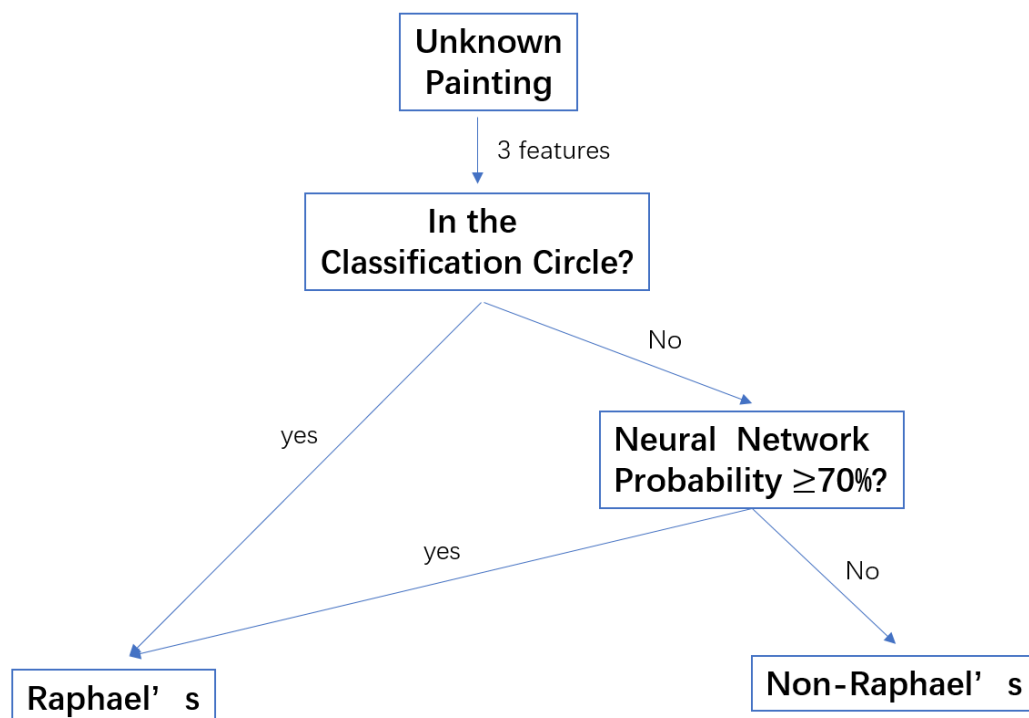 Unknown
Painting
3 features
In the
Classification Circle?
No
yes
Neural Network
Probability ≥70%?
yes
No
Raphael’ s
Non-Raphael’ s